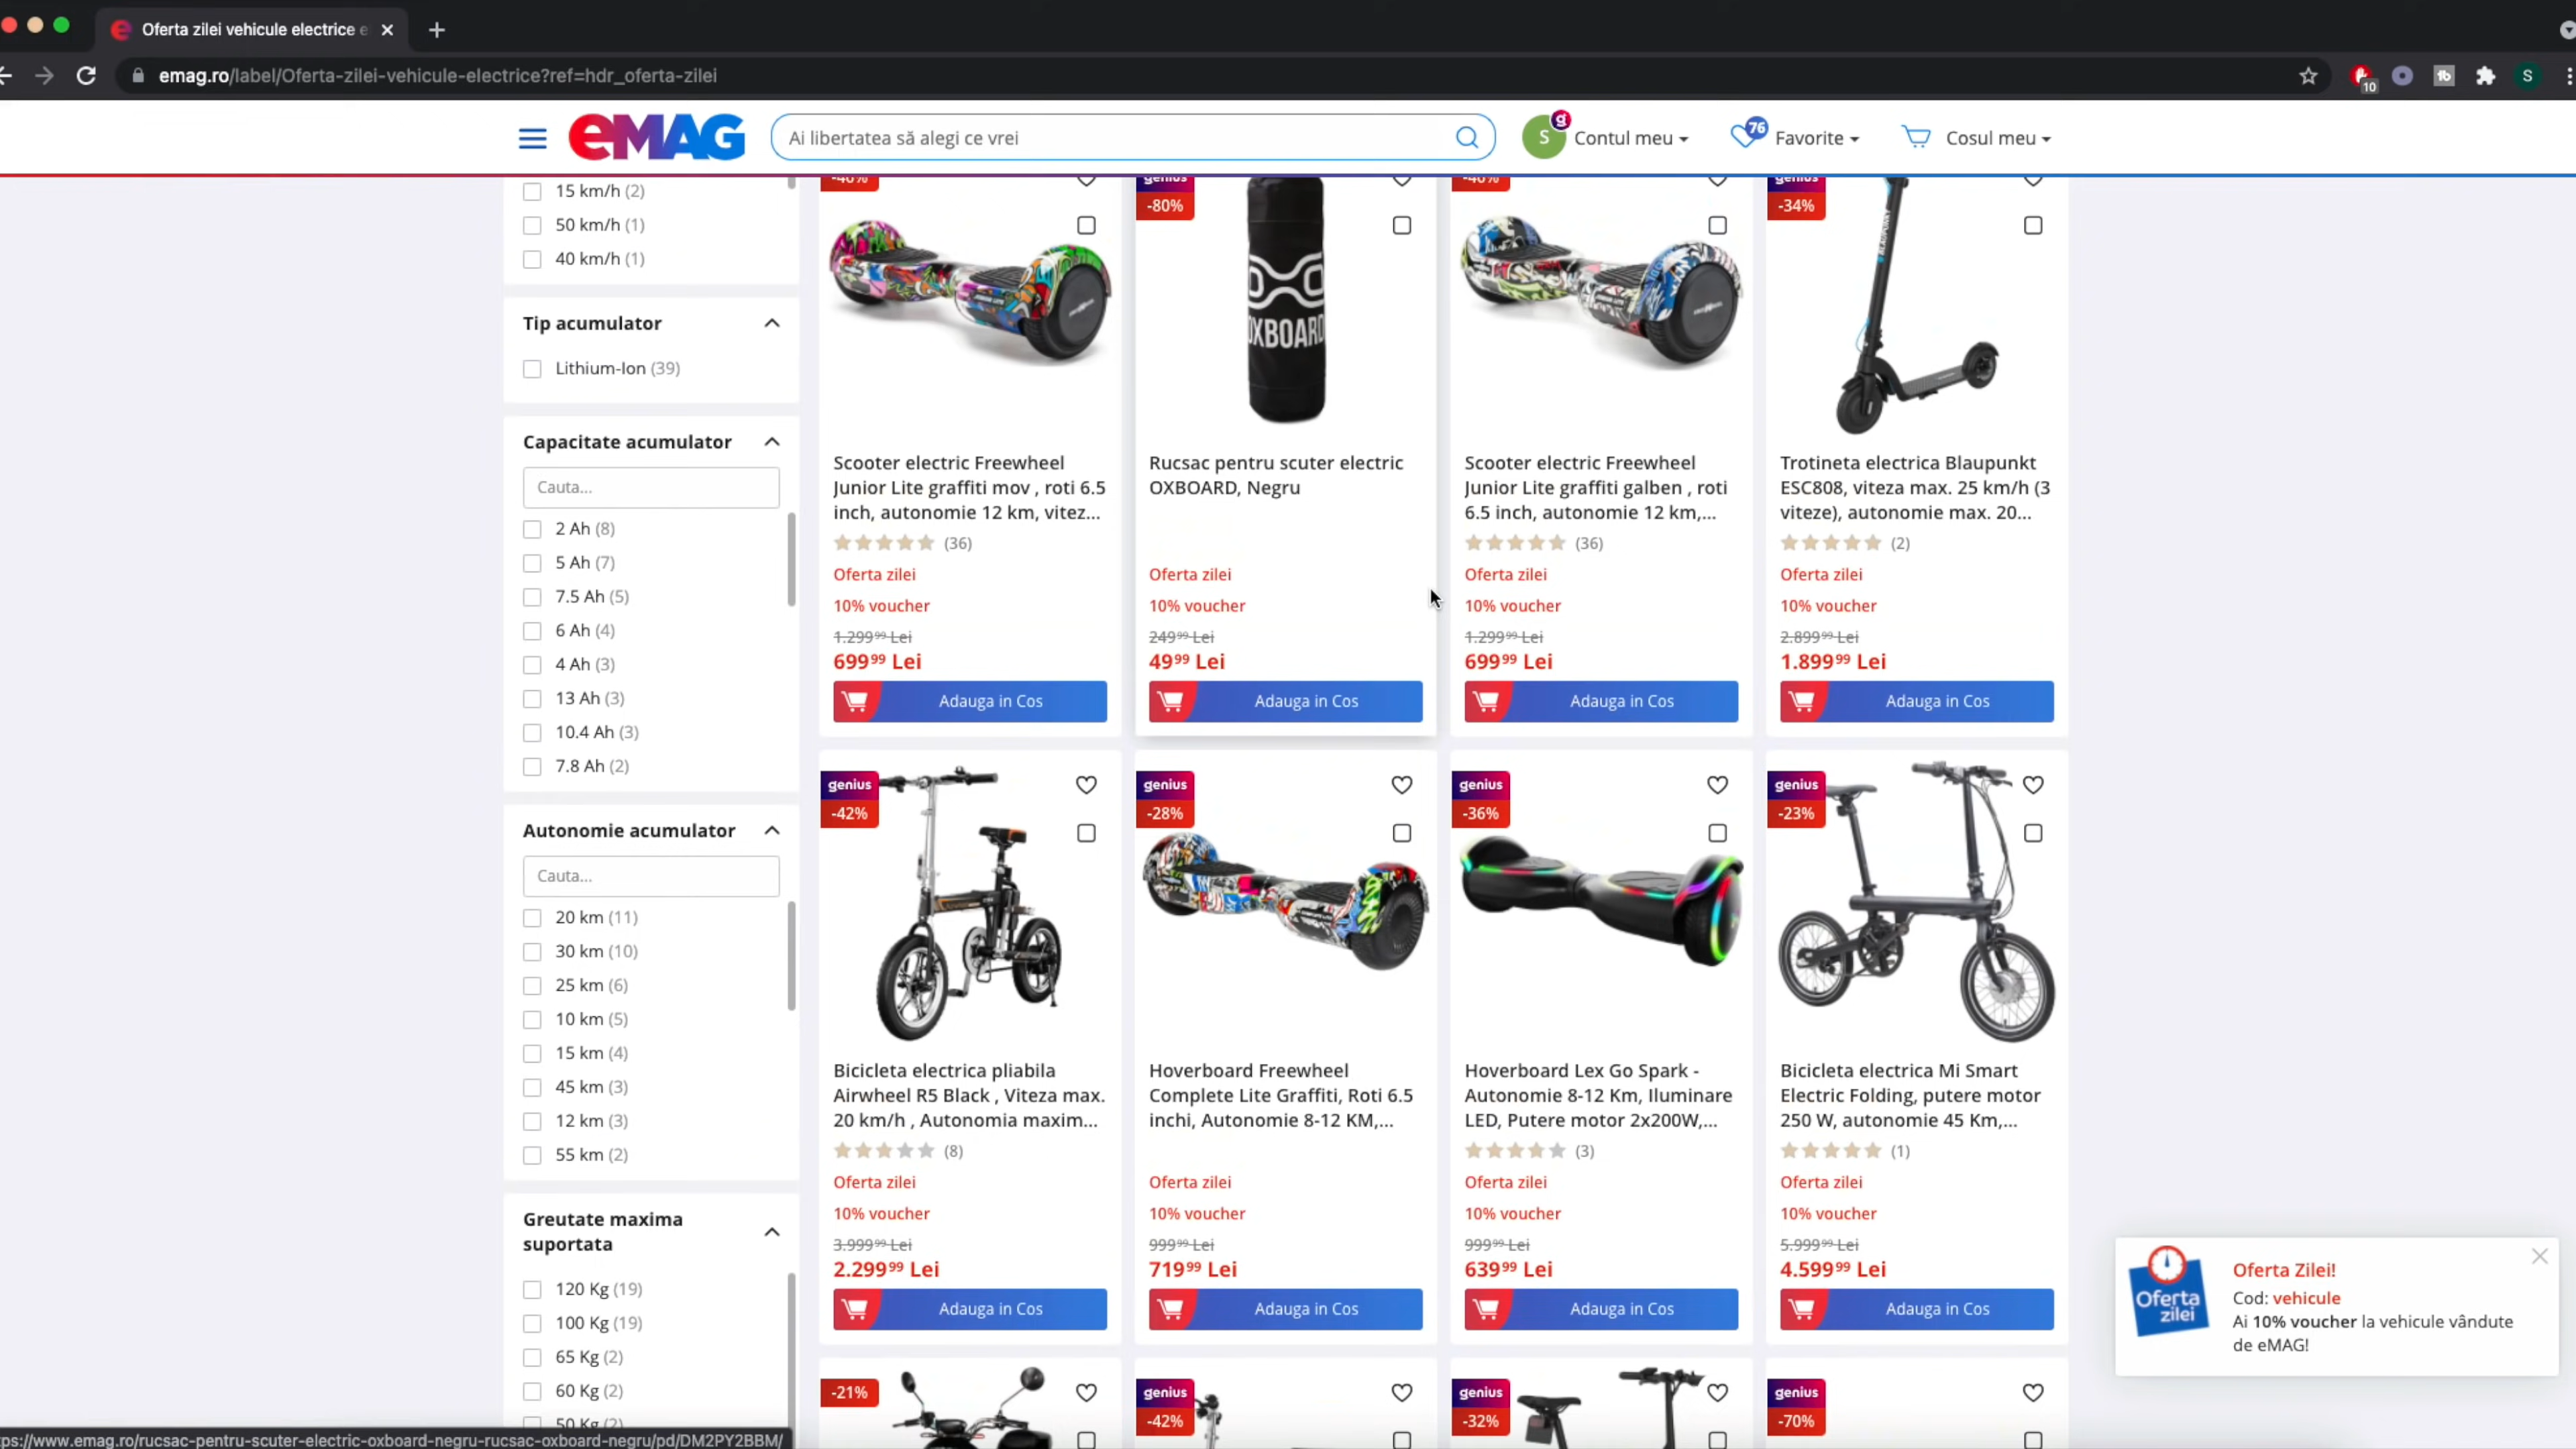 Oferta zilei vehicule electrice e
emag.ro/label/Oferta-zilei-vehicule-electrice?ref=hdr_oferta-zilei
10
S
eMAG
Ai libertatea să alegi ce vrei
S
g
Contul meu
76
Favorite
Cosul meu
15 km/h (2)
50 km/h (1)
40 km/h (1)
Tip acumulator
Lithium-Ion (39)
Capacitate acumulator
Cauta...
2 Ah (8)
5 Ah (7)
7.5 Ah (5)
6 Ah (4)
4 Ah (3)
13 Ah (3)
10.4 Ah (3)
7.8 Ah (2)
Autonomie acumulator
Cauta...
20 km (11)
30 km (10)
25 km (6)
10 km (5)
15 km (4)
45 km (3)
12 km (3)
55 km (2)
Greutate maxima
suportata
120 Kg (19)
100 Kg (19)
65 Kg (2)
60 Kg (2)
50 Kg (2)
-46%
Scooter electric Freewheel
Junior Lite graffiti mov , roti 6.5
inch, autonomie 12 km, vitez...
(36)
Oferta zilei
10% voucher
1.299⁹⁹ Lei
699⁹⁹ Lei
Adauga in Cos
genius
-80%
OXBOARD
Rucsac pentru scuter electric
OXBOARD, Negru
Oferta zilei
10% voucher
249⁹⁹ Lei
49⁹⁹ Lei
Adauga in Cos
-46%
Scooter electric Freewheel
Junior Lite graffiti galben , roti
6.5 inch, autonomie 12 km,...
(36)
Oferta zilei
10% voucher
1.299⁹⁹ Lei
699⁹⁹ Lei
Adauga in Cos
genius
-34%
BLAUPUNKT
Trotineta electrica Blaupunkt
ESC808, viteza max. 25 km/h (3
viteze), autonomie max. 20...
(2)
Oferta zilei
10% voucher
2.899⁹⁹ Lei
1.899⁹⁹ Lei
Adauga in Cos
genius
-42%
Bicicleta electrica pliabila
Airwheel R5 Black , Viteza max.
20 km/h , Autonomia maxim...
(8)
Oferta zilei
10% voucher
3.999⁹⁹ Lei
2.299⁹⁹ Lei
Adauga in Cos
genius
-28%
Hoverboard Freewheel
Complete Lite Graffiti, Roti 6.5
inchi, Autonomie 8-12 KM,...
Oferta zilei
10% voucher
999⁹⁹ Lei
719⁹⁹ Lei
Adauga in Cos
genius
-36%
Hoverboard Lex Go Spark -
Autonomie 8-12 Km, Iluminare
LED, Putere motor 2x200W,...
(3)
Oferta zilei
10% voucher
999⁹⁹ Lei
639⁹⁹ Lei
Adauga in Cos
genius
-23%
Bicicleta electrica Mi Smart
Electric Folding, putere motor
250 W, autonomie 45 Km,...
(1)
Oferta zilei
10% voucher
5.999⁹⁹ Lei
4.599⁹⁹ Lei
Adauga in Cos
-21%
genius
-42%
genius
-32%
genius
-70%
Oferta
zilei
Oferta Zilei!
Cod: vehicule
Ai 10% voucher la vehicule vândute
de eMAG!
ps://www.emag.ro/rucsac-pentru-scuter-electric-oxboard-negru-rucsac-oxboard-negru/pd/DM2PY2BBM/